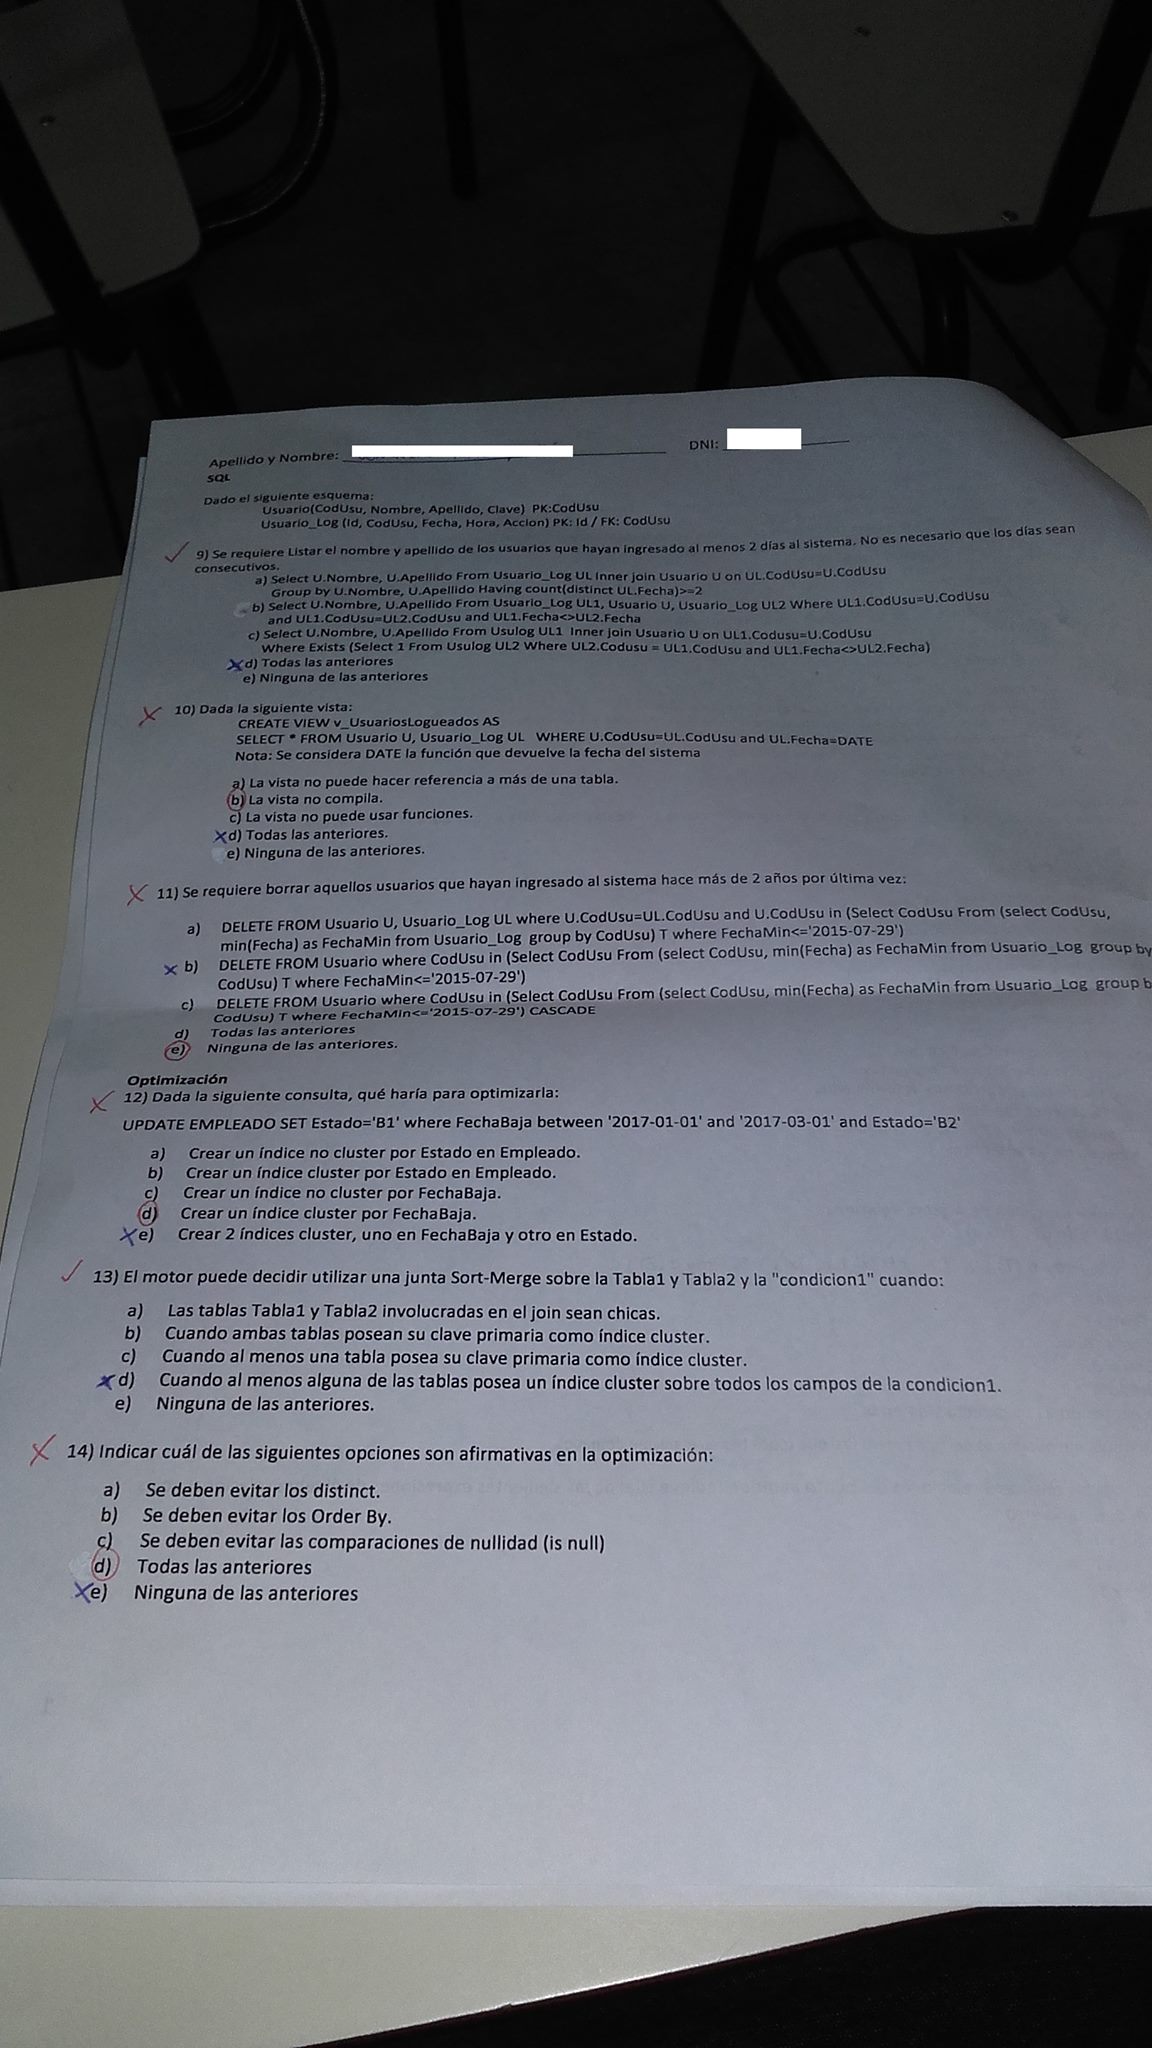 Apellido y Nombre:
DNI:
SQL
Dado el siguiente esquema:
Usuario(CodUsu, Nombre, Apellido, Clave) PK:CodUsu
Usuario_Log (Id, CodUsu, Fecha, Hora, Accion) PK: Id / FK: CodUsu
9) Se requiere Listar el nombre y apellido de los usuarios que hayan ingresado al menos 2 días al sistema. No es necesario que los días sean
consecutivos.
a) Select U.Nombre, U.Apellido From Usuario_Log UL Inner join Usuario U on UL.CodUsu=U.CodUsu
Group by U.Nombre, U.Apellido Having count(distinct UL.Fecha)>=2
b) Select U.Nombre, U.Apellido From Usuario_Log UL1, Usuario U, Usuario_Log UL2 Where UL1.CodUsu=U.CodUsu
and UL1.CodUsu=UL2.CodUsu and UL1.Fecha<>UL2.Fecha
c) Select U.Nombre, U.Apellido From Usulog UL1 Inner join Usuario U on UL1.Codusu=U.CodUsu
Where Exists (Select 1 From Usulog UL2 Where UL2.Codusu = UL1.CodUsu and UL1.Fecha<>UL2.Fecha)
d) Todas las anteriores
e) Ninguna de las anteriores
10) Dada la siguiente vista:
CREATE VIEW v_UsuariosLogueados AS
SELECT * FROM Usuario U, Usuario_Log UL WHERE U.CodUsu=UL.CodUsu and UL.Fecha=DATE
Nota: Se considera DATE la función que devuelve la fecha del sistema
a) La vista no puede hacer referencia a más de una tabla.
b) La vista no compila.
c) La vista no puede usar funciones.
d) Todas las anteriores.
e) Ninguna de las anteriores.
11) Se requiere borrar aquellos usuarios que hayan ingresado al sistema hace más de 2 años por última vez:
a) DELETE FROM Usuario U, Usuario_Log UL where U.CodUsu=UL.CodUsu and U.CodUsu in (Select CodUsu From (select CodUsu,
min(Fecha) as FechaMin from Usuario_Log group by CodUsu) T where FechaMin<='2015-07-29')
b) DELETE FROM Usuario where CodUsu in (Select CodUsu From (select CodUsu, min(Fecha) as FechaMin from Usuario_Log group by
CodUsu) T where FechaMin<='2015-07-29')
c) DELETE FROM Usuario where CodUsu in (Select CodUsu From (select CodUsu, min(Fecha) as FechaMin from Usuario_Log group b
CodUsu) T where FechaMin<='2015-07-29') CASCADE
d) Todas las anteriores
e) Ninguna de las anteriores.
Optimización
12) Dada la siguiente consulta, qué haría para optimizarla:
UPDATE EMPLEADO SET Estado='B1' where FechaBaja between '2017-01-01' and '2017-03-01' and Estado='B2'
a) Crear un índice no cluster por Estado en Empleado.
b) Crear un índice cluster por Estado en Empleado.
c) Crear un índice no cluster por FechaBaja.
d) Crear un índice cluster por FechaBaja.
e) Crear 2 índices cluster, uno en FechaBaja y otro en Estado.
13) El motor puede decidir utilizar una junta Sort-Merge sobre la Tabla1 y Tabla2 y la "condicion1" cuando:
a) Las tablas Tabla1 y Tabla2 involucradas en el join sean chicas.
b) Cuando ambas tablas posean su clave primaria como índice cluster.
c) Cuando al menos una tabla posea su clave primaria como índice cluster.
d) Cuando al menos alguna de las tablas posea un índice cluster sobre todos los campos de la condicion1.
e) Ninguna de las anteriores.
14) Indicar cuál de las siguientes opciones son afirmativas en la optimización:
a) Se deben evitar los distinct.
b) Se deben evitar los Order By.
c) Se deben evitar las comparaciones de nullidad (is null)
d) Todas las anteriores
e) Ninguna de las anteriores